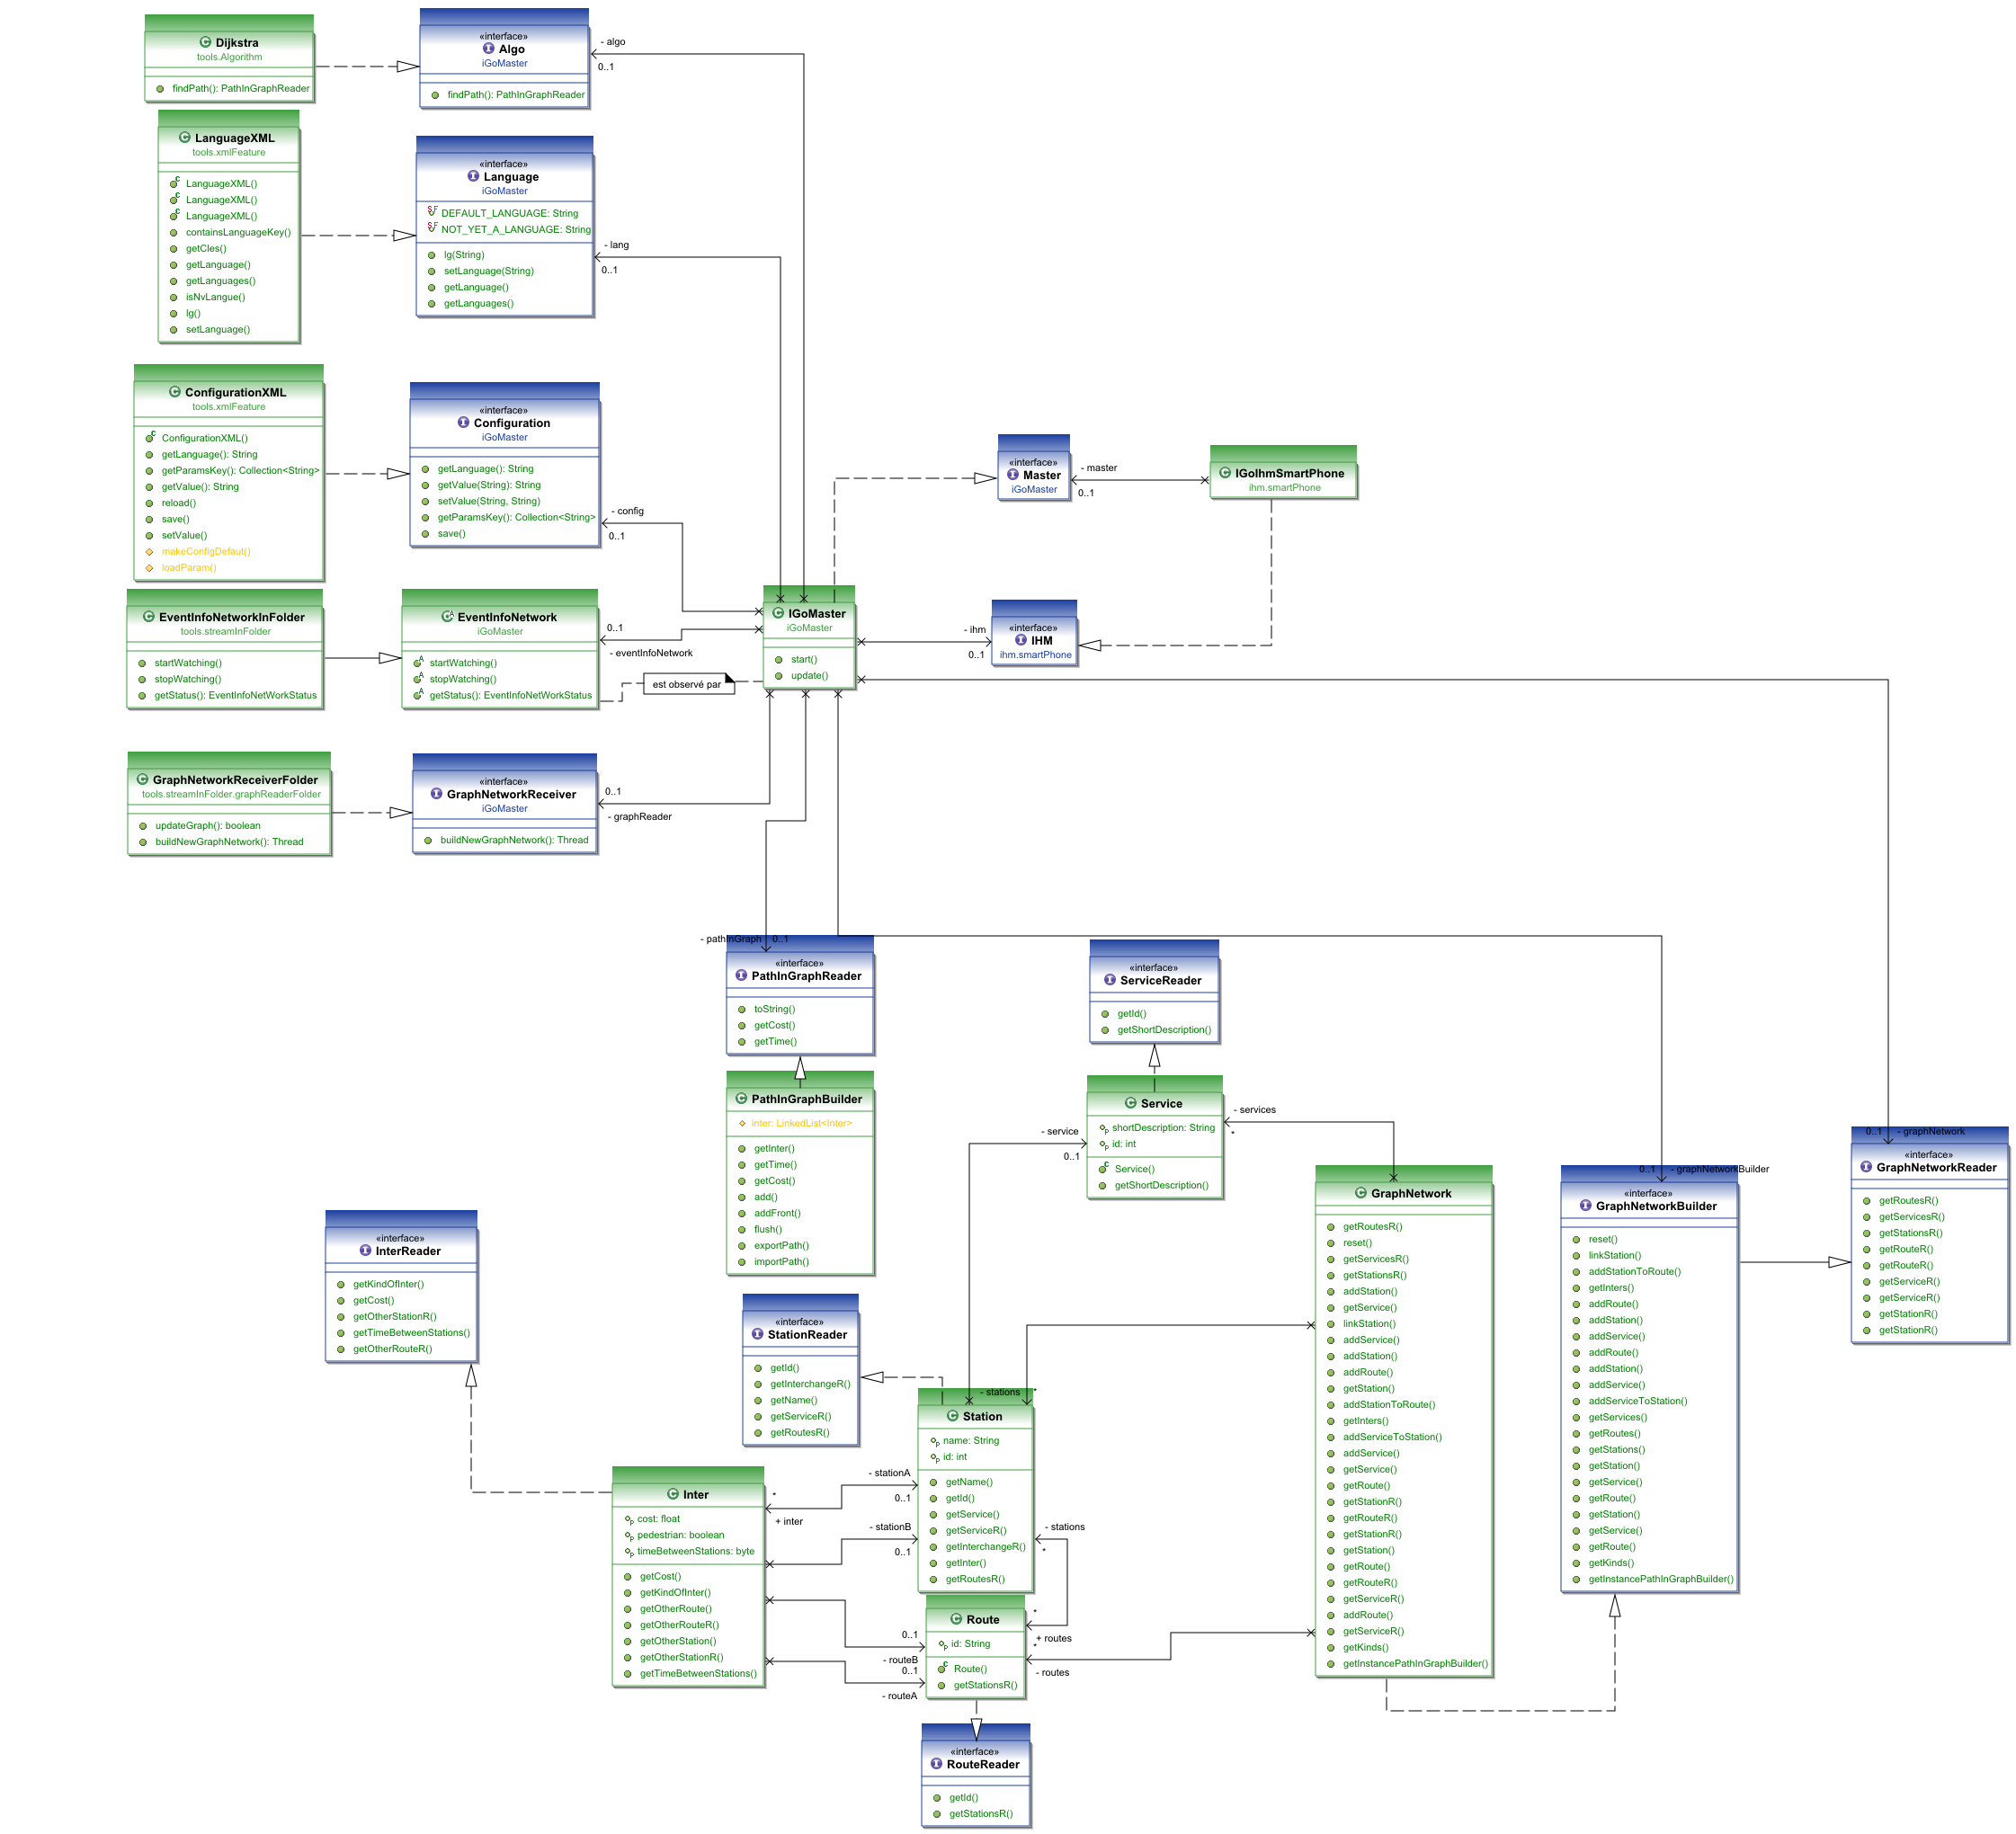 Dijkstra
tools.Algorithm
findPath(): PathInGraphReader
«interface»
Algo
iGoMaster
findPath(): PathInGraphReader
- algo
0..1
LanguageXML
tools.xmlFeature
LanguageXML()
LanguageXML()
LanguageXML()
containsLanguageKey()
getCles()
getLanguage()
getLanguages()
isNvLangue()
lg()
setLanguage()
«interface»
Language
iGoMaster
DEFAULT_LANGUAGE: String
NOT_YET_A_LANGUAGE: String
lg(String)
setLanguage(String)
getLanguage()
getLanguages()
- lang
0..1
ConfigurationXML
tools.xmlFeature
ConfigurationXML()
getLanguage(): String
getParamsKey(): Collection<String>
getValue(): String
reload()
save()
setValue()
makeConfigDefaut()
loadParam()
«interface»
Configuration
iGoMaster
getLanguage(): String
getValue(String): String
setValue(String, String)
getParamsKey(): Collection<String>
save()
- config
0..1
«interface»
Master
iGoMaster
- master
0..1
IGoIhmSmartPhone
ihm.smartPhone
EventInfoNetworkInFolder
tools.streamInFolder
startWatching()
stopWatching()
getStatus(): EventInfoNetWorkStatus
EventInfoNetwork
iGoMaster
startWatching()
stopWatching()
getStatus(): EventInfoNetWorkStatus
0..1
- eventInfoNetwork
est observé par
IGoMaster
iGoMaster
start()
update()
- ihm
0..1
«interface»
IHM
ihm.smartPhone
GraphNetworkReceiverFolder
tools.streamInFolder.graphReaderFolder
updateGraph(): boolean
buildNewGraphNetwork(): Thread
«interface»
GraphNetworkReceiver
iGoMaster
buildNewGraphNetwork(): Thread
0..1
- graphReader
- pathInGraph
0..1
«interface»
PathInGraphReader
toString()
getCost()
getTime()
«interface»
ServiceReader
getId()
getShortDescription()
PathInGraphBuilder
inter: LinkedList<Inter>
getInter()
getTime()
getCost()
add()
addFront()
flush()
exportPath()
importPath()
Service
shortDescription: String
id: int
Service()
getShortDescription()
- service
0..1
- services
*
0..1
- graphNetwork
«interface»
GraphNetworkReader
getRoutesR()
getServicesR()
getStationsR()
getRouteR()
getRouteR()
getServiceR()
getServiceR()
getStationR()
getStationR()
GraphNetwork
getRoutesR()
reset()
getServicesR()
getStationsR()
addStation()
getService()
linkStation()
addService()
addStation()
addRoute()
getStation()
addStationToRoute()
getInters()
addServiceToStation()
addService()
getService()
getRoute()
getStationR()
getRouteR()
getStationR()
getStation()
getRoute()
getRouteR()
getServiceR()
addRoute()
getServiceR()
getKinds()
getInstancePathInGraphBuilder()
0..1
- graphNetworkBuilder
«interface»
GraphNetworkBuilder
reset()
linkStation()
addStationToRoute()
getInters()
addRoute()
addStation()
addService()
addRoute()
addStation()
addService()
addServiceToStation()
getServices()
getRoutes()
getStations()
getStation()
getService()
getRoute()
getStation()
getService()
getRoute()
getKinds()
getInstancePathInGraphBuilder()
«interface»
InterReader
getKindOfInter()
getCost()
getOtherStationR()
getTimeBetweenStations()
getOtherRouteR()
«interface»
StationReader
getId()
getInterchangeR()
getName()
getServiceR()
getRoutesR()
- stations
*
Station
name: String
id: int
getName()
getId()
getService()
getServiceR()
getInterchangeR()
getInter()
getRoutesR()
Inter
cost: float
pedestrian: boolean
timeBetweenStations: byte
getCost()
getKindOfInter()
getOtherRoute()
getOtherRouteR()
getOtherStation()
getOtherStationR()
getTimeBetweenStations()
- stationA
0..1
*
+ inter
- stationB
0..1
- stations
*
0..1
- routeB
0..1
- routeA
*
+ routes
*
- routes
Route
id: String
Route()
getStationsR()
«interface»
RouteReader
getId()
getStationsR()